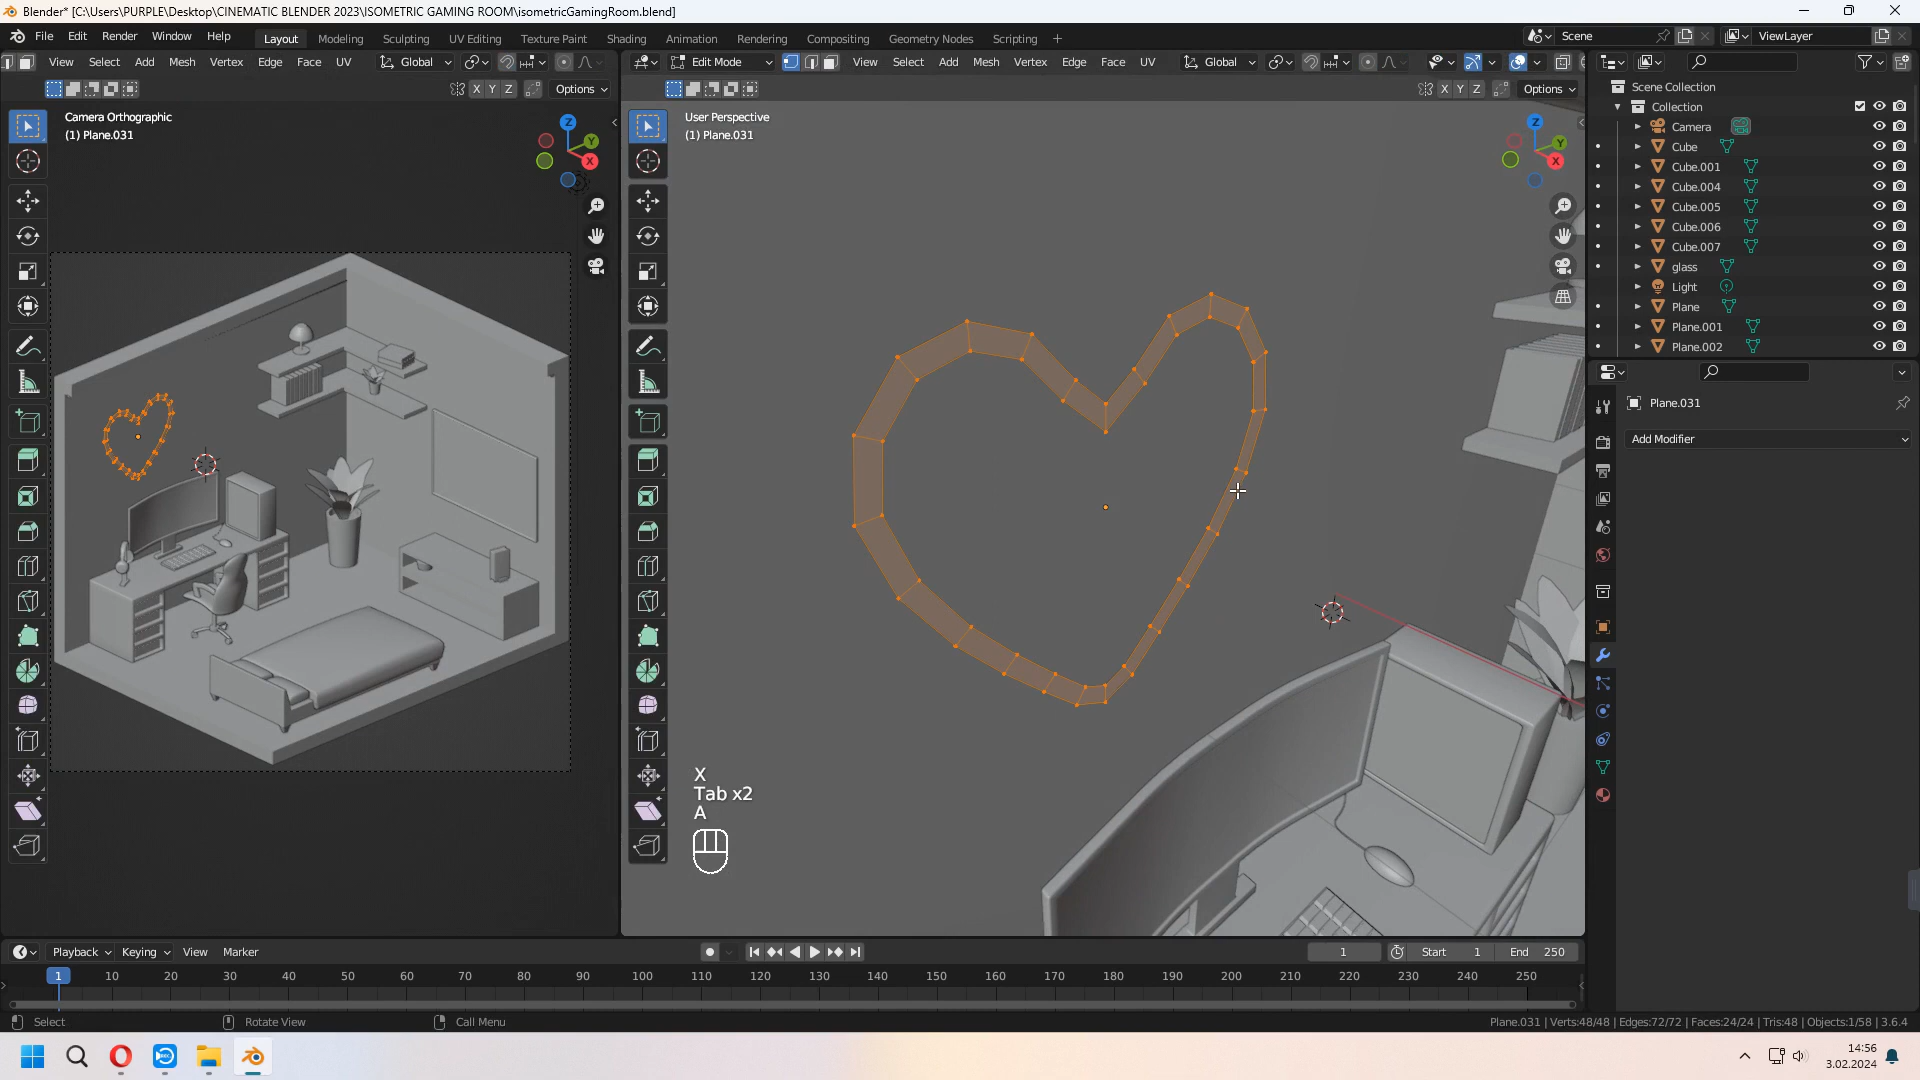 Blender* [C:\Users\PURPLE\Desktop\CINEMATIC BLENDER 2023\ISOMETRIC GAMING ROOM\isometricGamingRoom.blend]
File Edit Render Window Help Layout Modeling Sculpting UV Editing Texture Paint Shading Animation Rendering Compositing Geometry Nodes Scripting + Scene ViewLayer
View Select Add Mesh Vertex Edge Face UV Global Edit Mode View Select Add Mesh Vertex Edge Face UV Global
X Y Z Options X Y Z Options
Camera Orthographic
(1) Plane.031
User Perspective
(1) Plane.031
Z
Y
X
Z
Y
X
Scene Collection
Collection
Camera
Cube
Cube.001
Cube.004
Cube.005
Cube.006
Cube.007
glass
Light
Plane
Plane.001
Plane.002
Plane.031
Add Modifier
X
Tab x2
A
Playback Keying View Marker 1 Start 1 End 250
1 10 20 30 40 50 60 70 80 90 100 110 120 130 140 150 160 170 180 190 200 210 220 230 240 250
Select Rotate View Call Menu Plane.031 | Verts:48/48 | Edges:72/72 | Faces:24/24 | Tris:48 | Objects:1/58 | 3.6.4
14:56
3.02.2024